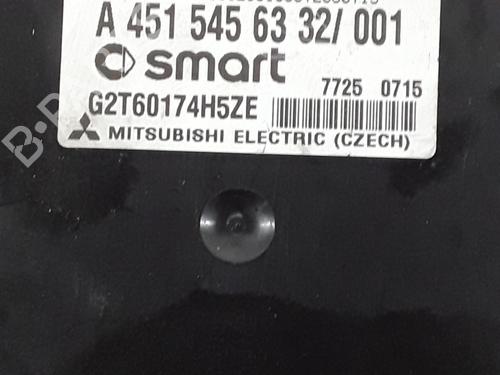 A 451 545 63 32/ 001
smart
7725 0715
G2T60174H5ZE
MITSUBISHI ELECTRIC (CZECH)